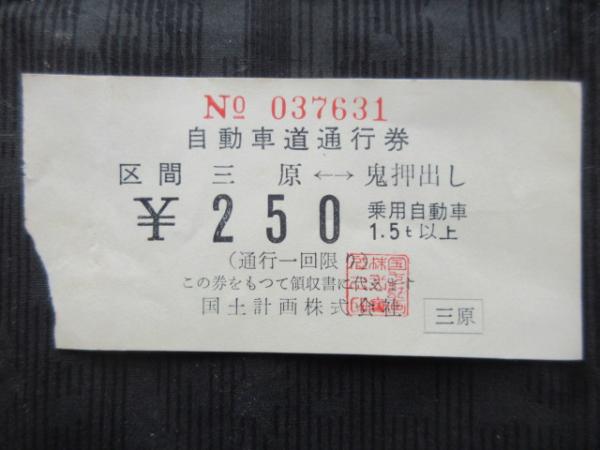 № 037631
自動車道通行券
区間 三原 ←→ 鬼押出し
¥250 乗用自動車
1.5t以上
(通行一回限り)
この券をもつて領収書に代えます
国土計画株式会社
三原